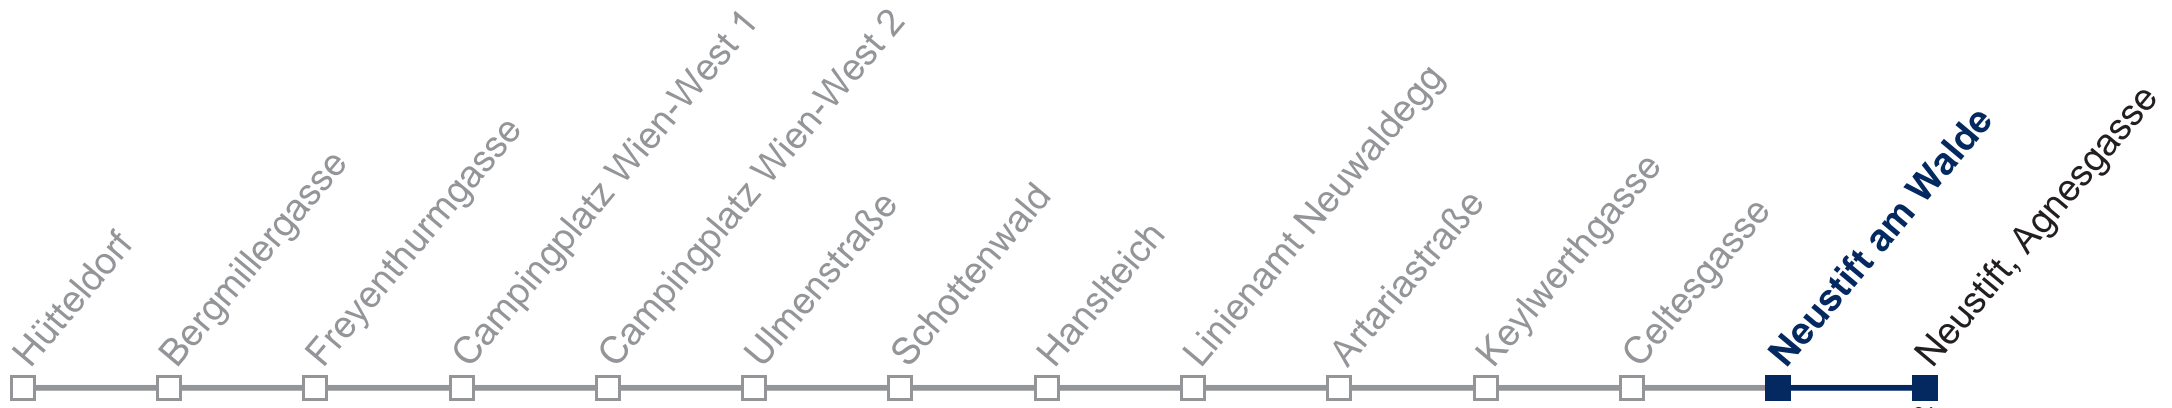 Hütteldorf
Bergmillergasse
Freyenthurmgasse
Campingplatz Wien-West 1
Campingplatz Wien-West 2
Ulmenstraße
Schottenwald
Hanslteich
Linienamt Neuwaldegg
Artariastraße
Keylwerthgasse
Celtesgasse
Neustift am Walde
Neustift, Agnesgasse